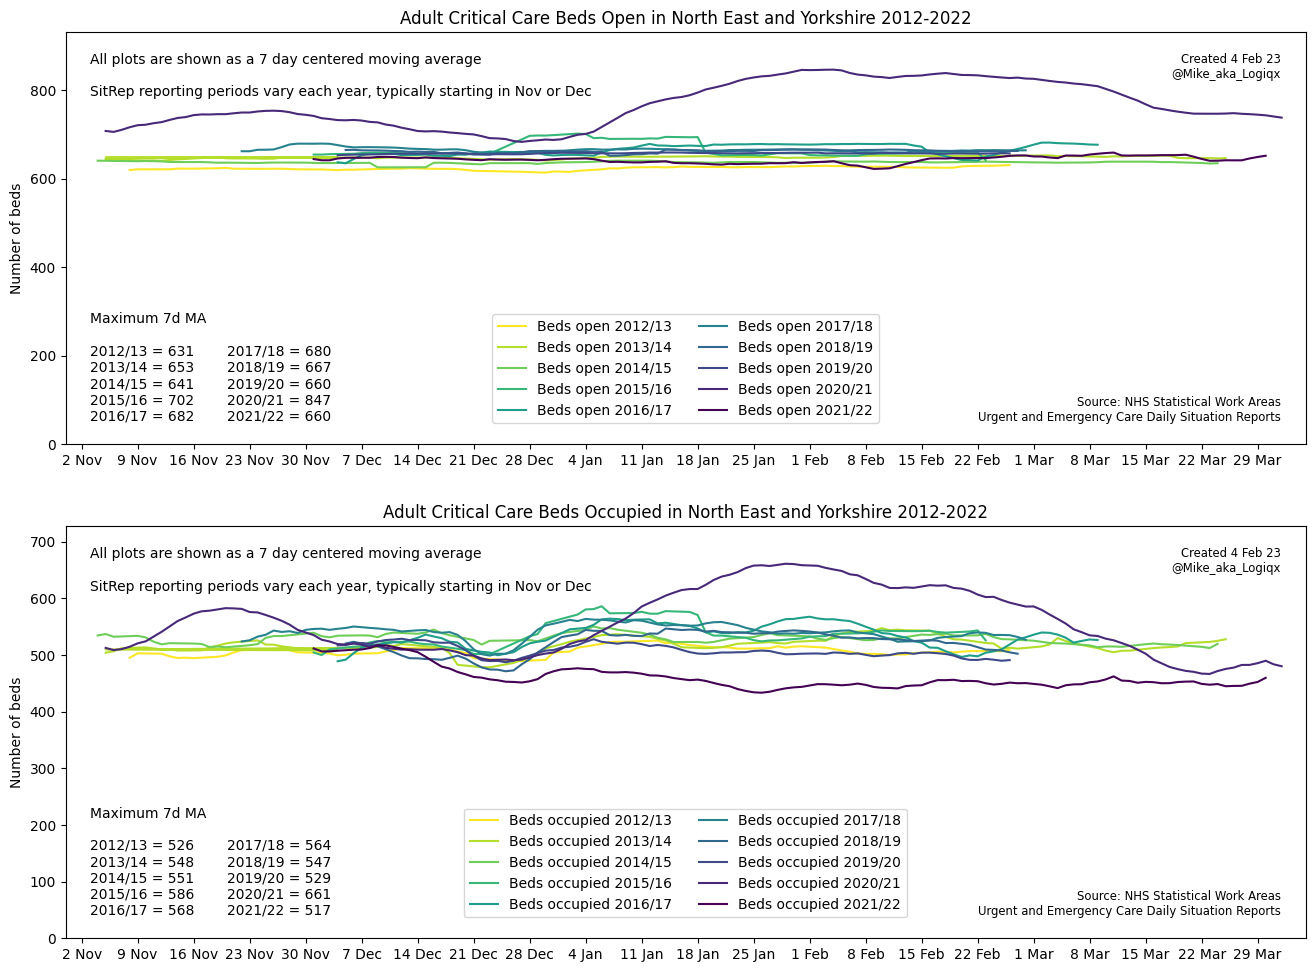 Adult Critical Care Beds Open in North East and Yorkshire 2012-2022
All plots are shown as a 7 day centered moving average
SitRep reporting periods vary each year, typically starting in Nov or Dec
Created 4 Feb 23
@Mike_aka_Logiqx
Number of beds
800
600
400
200
0
Maximum 7d MA
2012/13 = 631 2017/18 = 680
2013/14 = 653 2018/19 = 667
2014/15 = 641 2019/20 = 660
2015/16 = 702 2020/21 = 847
2016/17 = 682 2021/22 = 660
Beds open 2012/13 Beds open 2017/18
Beds open 2013/14 Beds open 2018/19
Beds open 2014/15 Beds open 2019/20
Beds open 2015/16 Beds open 2020/21
Beds open 2016/17 Beds open 2021/22
Source: NHS Statistical Work Areas
Urgent and Emergency Care Daily Situation Reports
2 Nov 9 Nov 16 Nov 23 Nov 30 Nov 7 Dec 14 Dec 21 Dec 28 Dec 4 Jan 11 Jan 18 Jan 25 Jan 1 Feb 8 Feb 15 Feb 22 Feb 1 Mar 8 Mar 15 Mar 22 Mar 29 Mar
Adult Critical Care Beds Occupied in North East and Yorkshire 2012-2022
All plots are shown as a 7 day centered moving average
SitRep reporting periods vary each year, typically starting in Nov or Dec
Created 4 Feb 23
@Mike_aka_Logiqx
Number of beds
700
600
500
400
300
200
100
0
Maximum 7d MA
2012/13 = 526 2017/18 = 564
2013/14 = 548 2018/19 = 547
2014/15 = 551 2019/20 = 529
2015/16 = 586 2020/21 = 661
2016/17 = 568 2021/22 = 517
Beds occupied 2012/13 Beds occupied 2017/18
Beds occupied 2013/14 Beds occupied 2018/19
Beds occupied 2014/15 Beds occupied 2019/20
Beds occupied 2015/16 Beds occupied 2020/21
Beds occupied 2016/17 Beds occupied 2021/22
Source: NHS Statistical Work Areas
Urgent and Emergency Care Daily Situation Reports
2 Nov 9 Nov 16 Nov 23 Nov 30 Nov 7 Dec 14 Dec 21 Dec 28 Dec 4 Jan 11 Jan 18 Jan 25 Jan 1 Feb 8 Feb 15 Feb 22 Feb 1 Mar 8 Mar 15 Mar 22 Mar 29 Mar